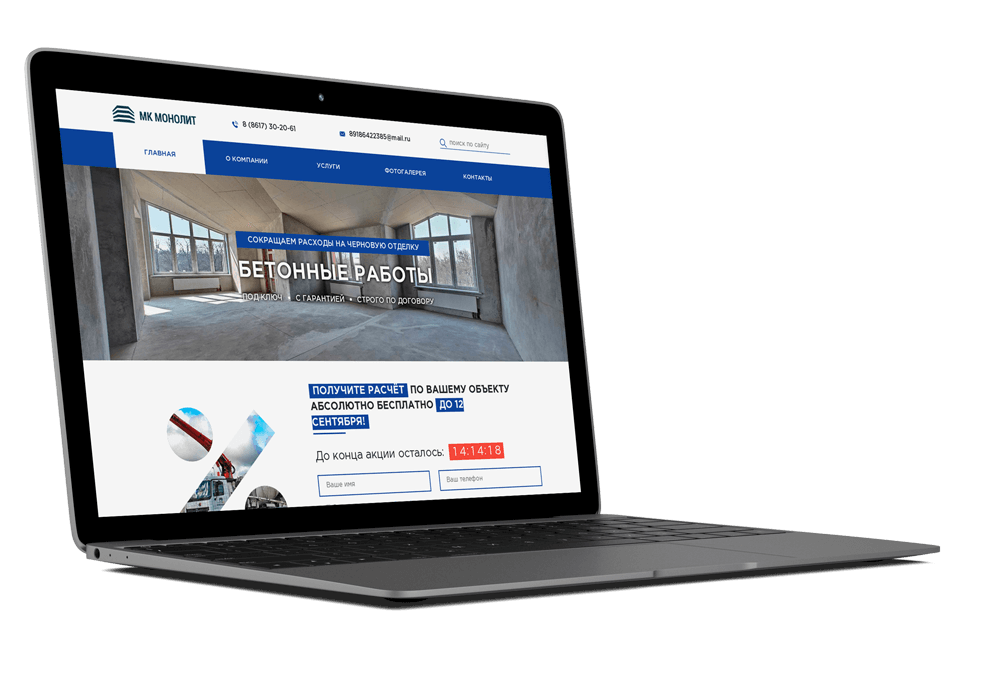 МК МОНОЛИТ
8 (8617) 30-20-61
89186422385@mail.ru
поиск по сайту
ГЛАВНАЯ
О КОМПАНИИ
УСЛУГИ
ФОТОГАЛЕРЕЯ
КОНТАКТЫ
СОКРАЩАЕМ РАСХОДЫ НА ЧЕРНОВУЮ ОТДЕЛКУ
БЕТОННЫЕ РАБОТЫ
ПОД КЛЮЧ • С ГАРАНТИЕЙ • СТРОГО ПО ДОГОВОРУ
ПОЛУЧИТЕ РАСЧЁТ ПО ВАШЕМУ ОБЪЕКТУ
АБСОЛЮТНО БЕСПЛАТНО ДО 12
СЕНТЯБРЯ!
До конца акции осталось: 14:14:18
Ваше имя
Ваш телефон